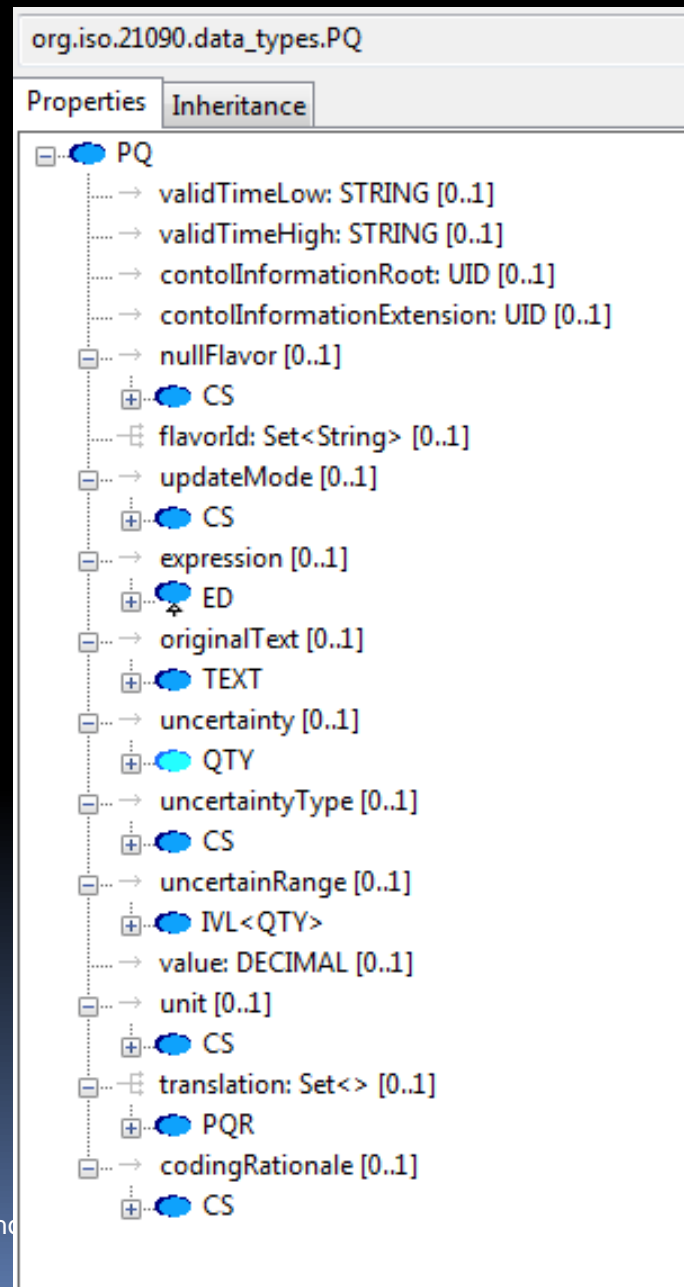 org.iso.21090.data_types.PQ
Properties Inheritance
PQ
validTimeLow: STRING [0..1]
validTimeHigh: STRING [0..1]
contolInformationRoot: UID [0..1]
contolInformationExtension: UID [0..1]
nullFlavor [0..1]
CS
flavorId: Set<String> [0..1]
updateMode [0..1]
CS
expression [0..1]
ED
originalText [0..1]
TEXT
uncertainty [0..1]
QTY
uncertaintyType [0..1]
CS
uncertainRange [0..1]
IVL<QTY>
value: DECIMAL [0..1]
unit [0..1]
CS
translation: Set<> [0..1]
PQR
codingRationale [0..1]
CS